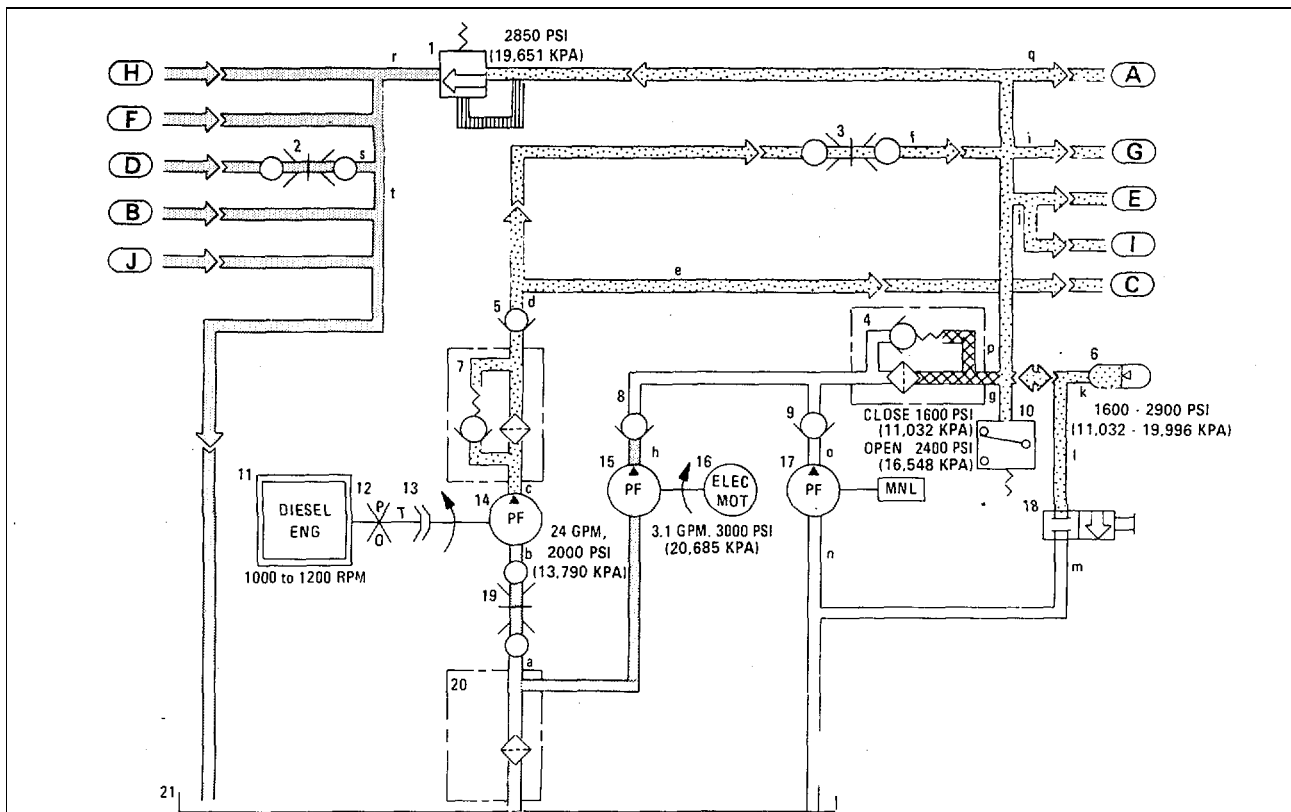 1
2850 PSI
(19,651 KPA)
r
q
H
A
F
D
2
s
3
f
i
G
t
E
B
j
I
J
e
C
5
d
4
p
6
7
g
k
1600 - 2900 PSI
(11,032 - 19,996 KPA)
8
9
10
CLOSE 1600 PSI
(11,032 KPA)
OPEN 2400 PSI
(16,548 KPA)
l
h
o
15
16
17
11
12
13
14
c
PF
ELEC
MOT
PF
MNL
18
DIESEL
ENG
P
T
O
PF
24 GPM,
2000 PSI
(13,790 KPA)
3.1 GPM. 3000 PSI
(20,685 KPA)
1000 to 1200 RPM
b
n
m
19
a
20
21